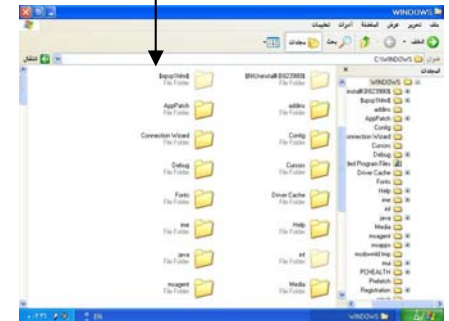 WINDOWS
ملف تحرير عرض المفضلة أدوات تعليمات
الخلف
بحث
مجلدات
عنوان
C:\WINDOWS
انتقال
المجلدات
WINDOWS
addins
AppPatch
Config
Connection Wizard
Cursors
Debug
Driver Cache
Fonts
Help
ime
inf
java
Media
msagent
msapps
mui
PCHEALTH
Prefetch
Registration
File Folder
File Folder
AppPatch
File Folder
addins
File Folder
Connection Wizard
File Folder
Config
File Folder
Debug
File Folder
Cursors
File Folder
Fonts
File Folder
Driver Cache
File Folder
ime
File Folder
Help
File Folder
java
File Folder
inf
File Folder
msagent
File Folder
Media
File Folder
EN
WINDOWS